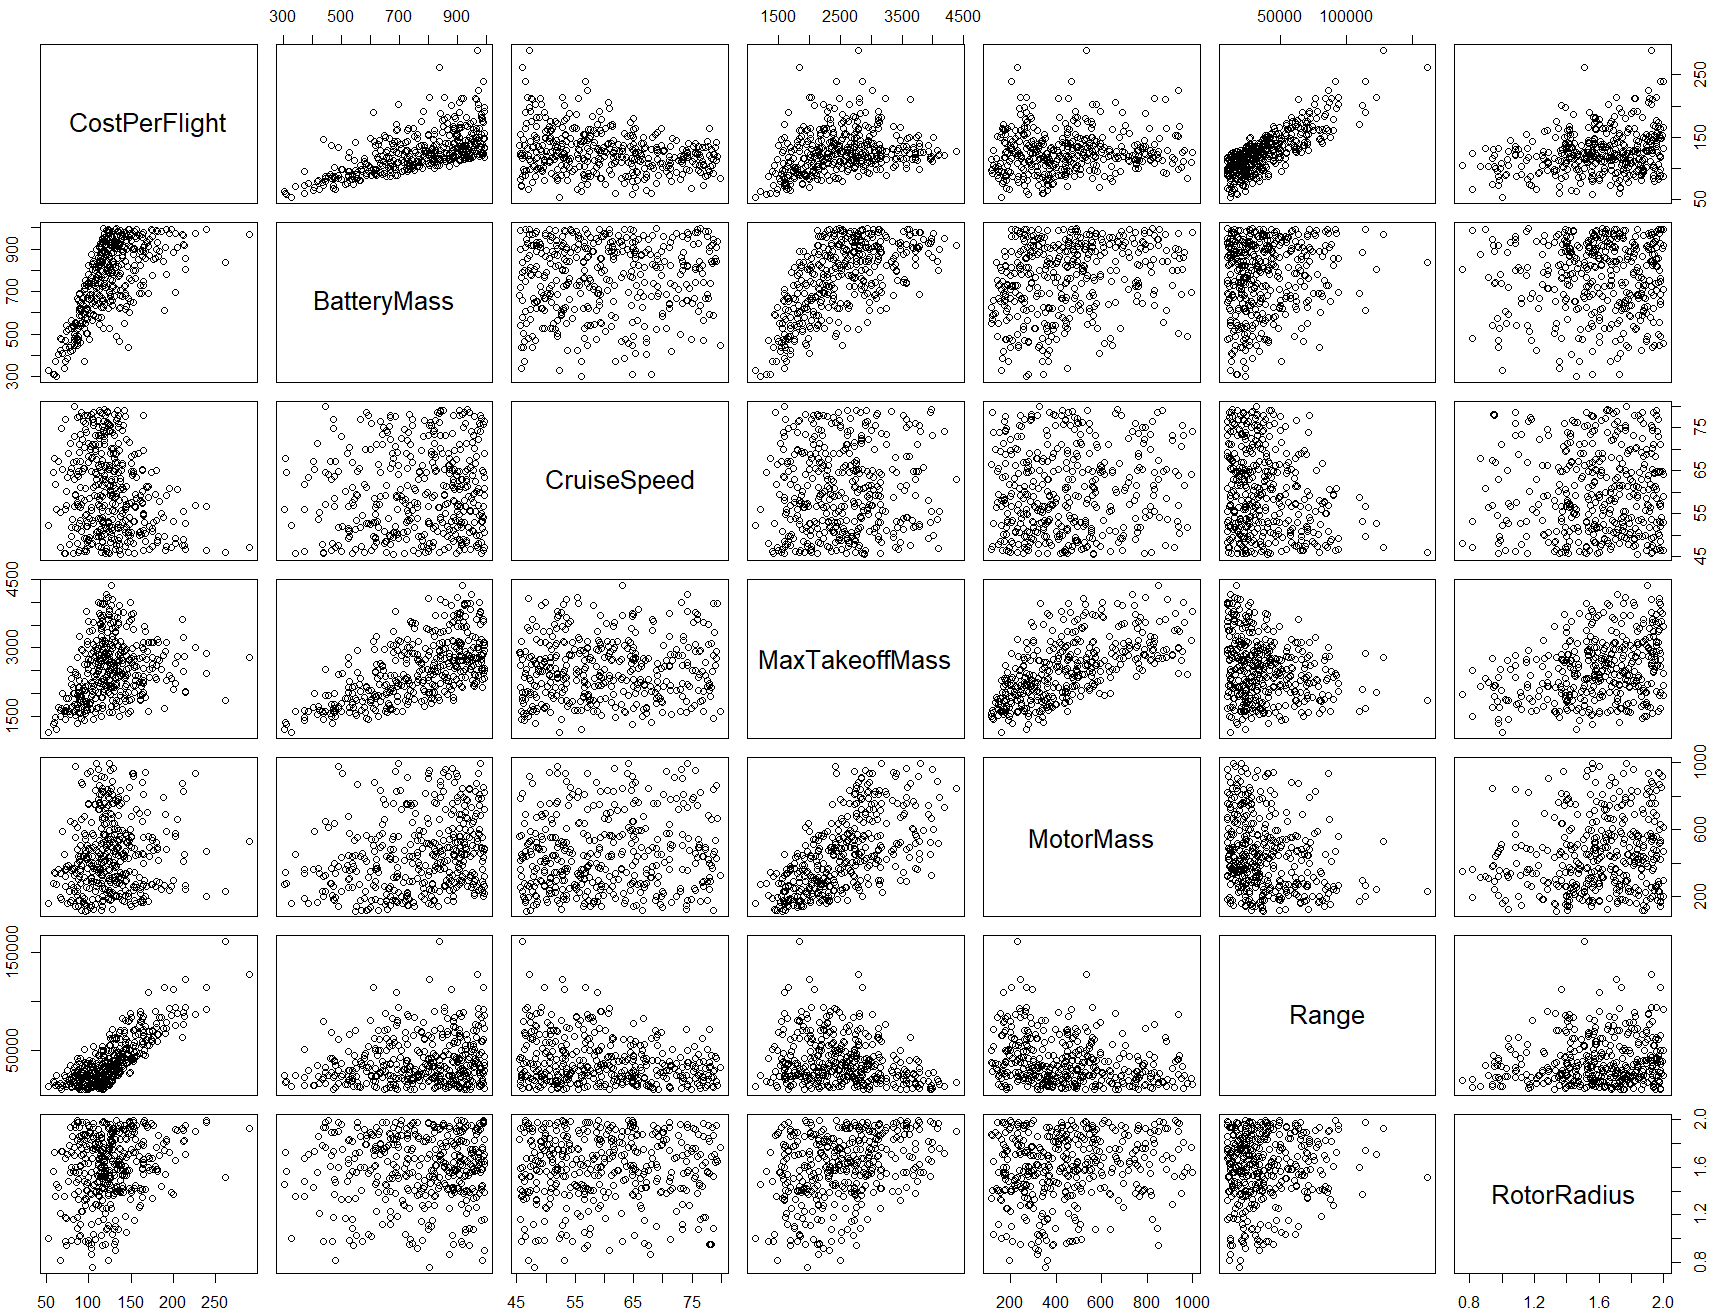 300 500 700 900 1500 2500 3500 4500 50000 100000
CostPerFlight
50 150 250
300 500 700 900
BatteryMass
CruiseSpeed
45 55 65 75
1500 3000 4500
MaxTakeoffMass
MotorMass
200 600 1000
50000 150000
Range
RotorRadius
0.8 1.2 1.6 2.0
50 100 150 200 250 45 55 65 75 200 400 600 800 1000 0.8 1.2 1.6 2.0